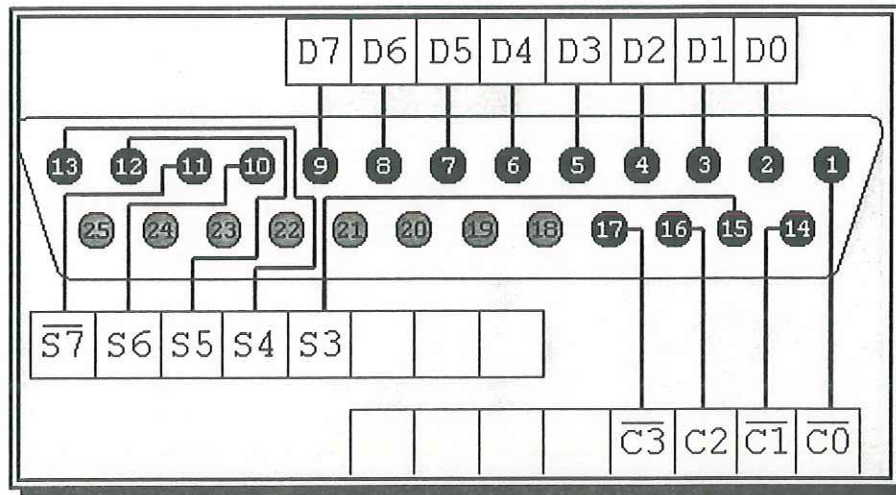 D7 D6 D5 D4 D3 D2 D1 D0
13 12 11 10 9 8 7 6 5 4 3 2 1
25 24 23 22 21 20 19 18 17 16 15 14
S̅7̅ S6 S5 S4 S3
C̅3̅ C2 C̅1̅ C̅0̅